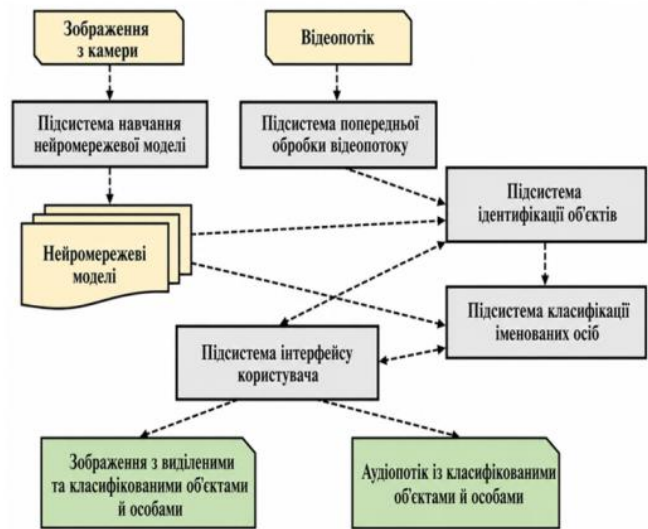 Зображення
з камери
Відеопотік
Підсистема навчання
нейромережевої моделі
Підсистема попередньої
обробки відеопотоку
Підсистема
ідентифікації об'єктів
Нейромережеві
моделі
Підсистема класифікації
іменованих осіб
Підсистема інтерфейсу
користувача
Зображення з виділеними
та класифікованими об'єктами
й особами
Аудіопотік із класифікованими
об'єктами й особами